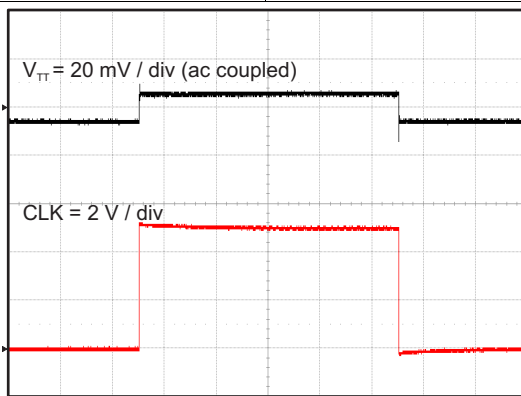 V_TT = 20 mV / div (ac coupled)
CLK = 2 V / div